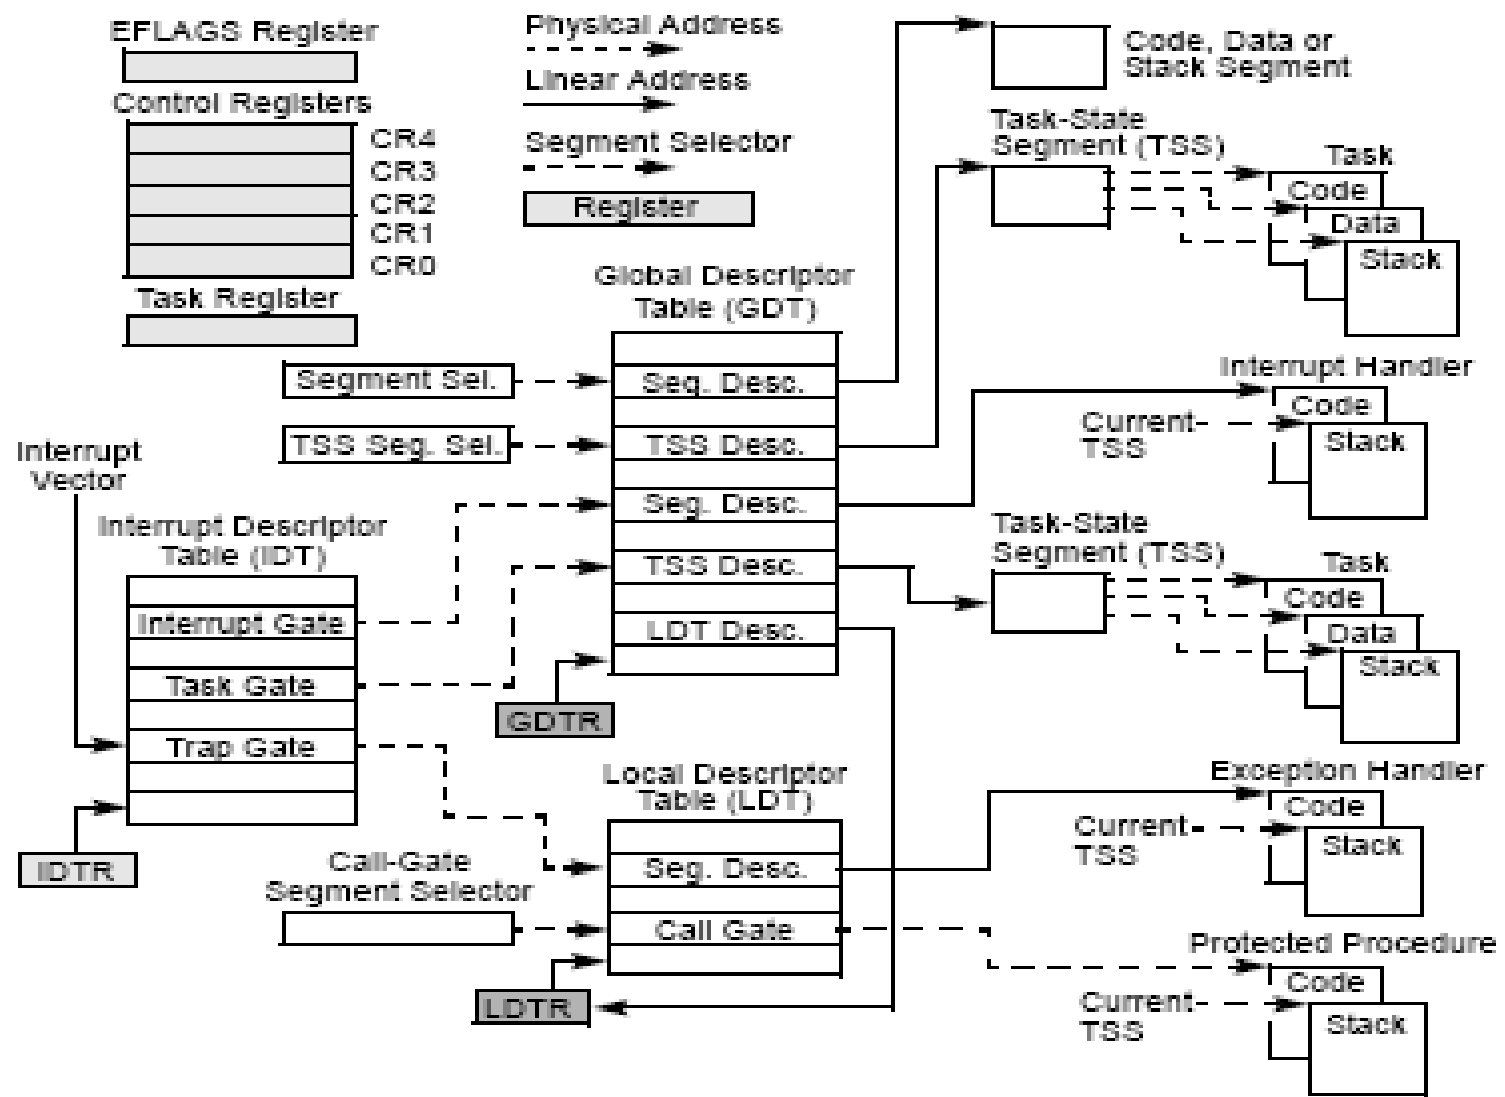 EFLAGS Register
Control Registers
CR4
CR3
CR2
CR1
CR0
Task Register
Physical Address
Linear Address
Segment Selector
Register
Global Descriptor
Table (GDT)
Segment Sel.
TSS Seg. Sel.
Seg. Desc.
TSS Desc.
Seg. Desc.
TSS Desc.
LDT Desc.
GDTR
Interrupt
Vector
Interrupt Descriptor
Table (IDT)
Interrupt Gate
Task Gate
Trap Gate
IDTR
Call-Gate
Segment Selector
Local Descriptor
Table (LDT)
Seg. Desc.
Call Gate
LDTR
Code, Data or
Stack Segment
Task-State
Segment (TSS)
Task
Code
Data
Stack
Interrupt Handler
Code
Current
TSS
Stack
Task-State
Segment (TSS)
Task
Code
Data
Stack
Exception Handler
Code
Current
TSS
Stack
Protected Procedure
Code
Current
TSS
Stack